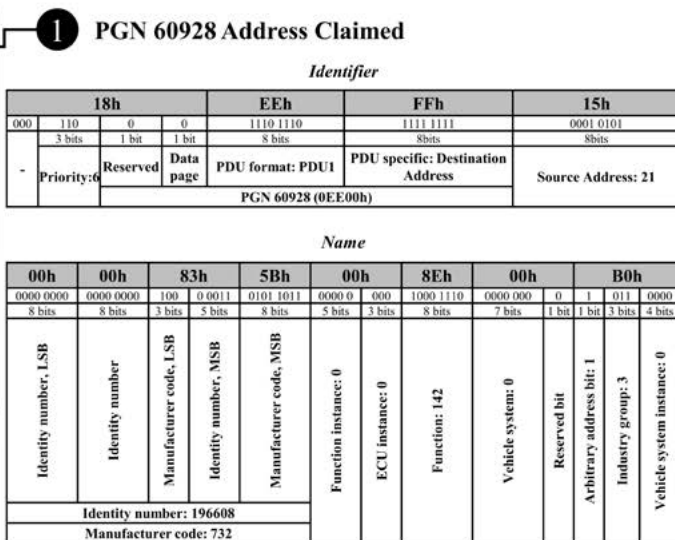 1 PGN 60928 Address Claimed
Identifier
18h EEh FFh 15h
000 110 0 0 1110 1110 1111 1111 0001 0101
3 bits 1 bit 1 bit 8 bits 8bits 8bits
- Priority:6 Reserved Data page PDU format: PDU1 PDU specific: Destination Address Source Address: 21
PGN 60928 (0EE00h)
Name
00h 00h 83h 5Bh 00h 8Eh 00h B0h
0000 0000 0000 0000 100 0 0011 0101 1011 0000 0 000 1000 1110 0000 000 0 1 011 0000
8 bits 8 bits 3 bits 5 bits 8 bits 5 bits 3 bits 8 bits 7 bits 1 bit 1 bit 3 bits 4 bits
Identity number, LSB
Identity number
Manufacturer code, LSB
Identity number, MSB
Manufacturer code, MSB
Function instance: 0
ECU instance: 0
Function: 142
Vehicle system: 0
Reserved bit
Arbitrary address bit: 1
Industry group: 3
Vehicle system instance: 0
Identity number: 196608
Manufacturer code: 732